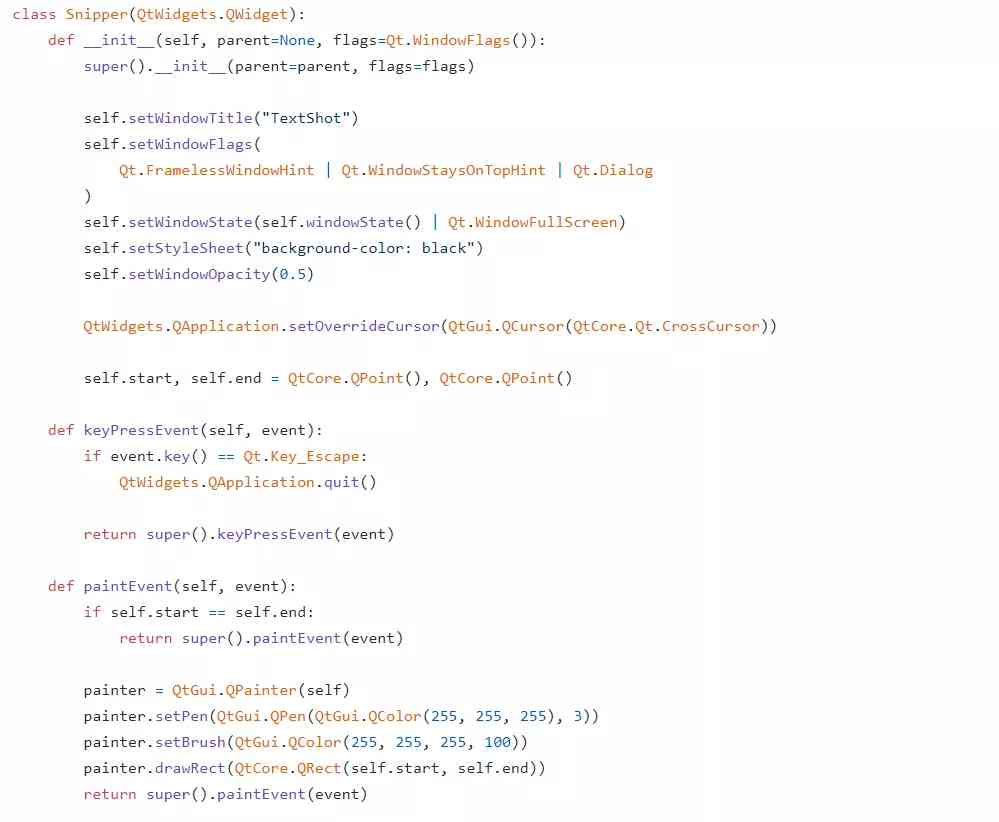 class Snipper(QtWidgets.QWidget):
    def __init__(self, parent=None, flags=Qt.WindowFlags()):
        super().__init__(parent=parent, flags=flags)

        self.setWindowTitle("TextShot")
        self.setWindowFlags(
            Qt.FramelessWindowHint | Qt.WindowStaysOnTopHint | Qt.Dialog
        )
        self.setWindowState(self.windowState() | Qt.WindowFullScreen)
        self.setStyleSheet("background-color: black")
        self.setWindowOpacity(0.5)

        QtWidgets.QApplication.setOverrideCursor(QtGui.QCursor(QtCore.Qt.CrossCursor))

        self.start, self.end = QtCore.QPoint(), QtCore.QPoint()

    def keyPressEvent(self, event):
        if event.key() == Qt.Key_Escape:
            QtWidgets.QApplication.quit()

        return super().keyPressEvent(event)

    def paintEvent(self, event):
        if self.start == self.end:
            return super().paintEvent(event)

        painter = QtGui.QPainter(self)
        painter.setPen(QtGui.QPen(QtGui.QColor(255, 255, 255), 3))
        painter.setBrush(QtGui.QColor(255, 255, 255, 100))
        painter.drawRect(QtCore.QRect(self.start, self.end))
        return super().paintEvent(event)